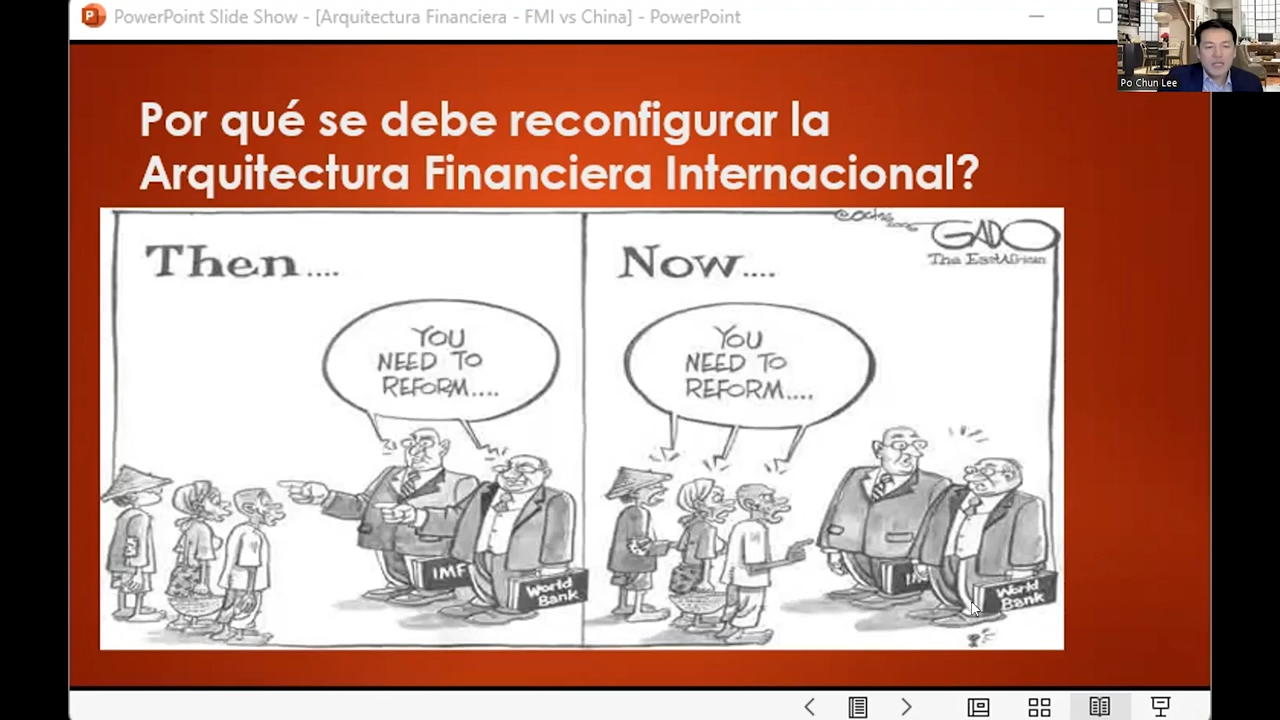 PowerPoint Slide Show - [Arquitectura Financiera - FMI vs China] - PowerPoint
Po Chun Lee
Por qué se debe reconfigurar la
Arquitectura Financiera Internacional?
Then....
YOU
NEED TO
REFORM....
IMF
World
Bank
Now....
GADO
The EastAfrican
YOU
NEED TO
REFORM....
World
Bank